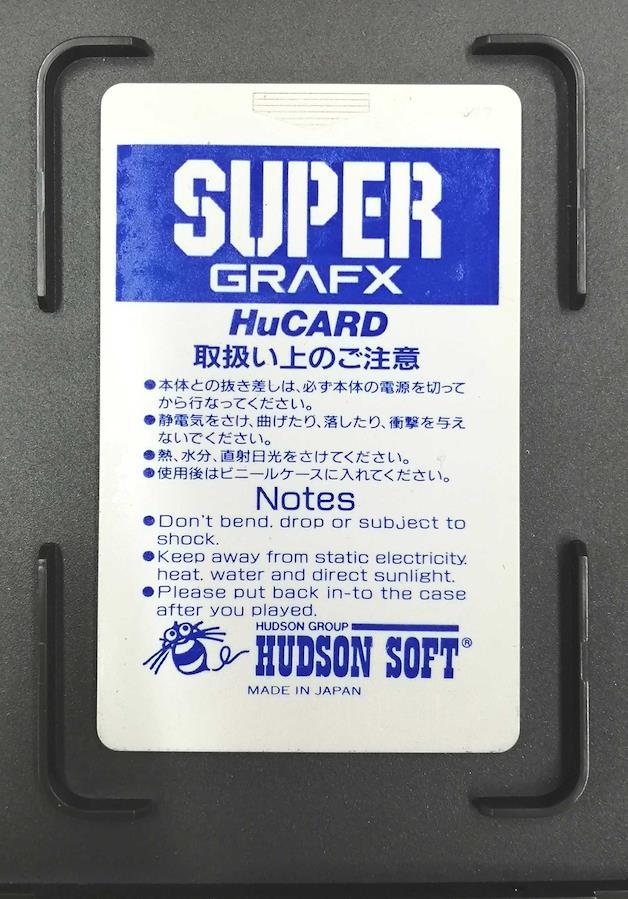 SUPER
GRAFX
HuCARD
取扱い上のご注意
●本体との抜き差しは、必ず本体の電源を切って
から行なってください。
●静電気をさけ、曲げたり、落したり、衝撃を与え
ないでください。
●熱、水分、直射日光をさけてください。
●使用後はビニールケースに入れてください。
Notes
●Don't bend. drop or subject to
shock.
●Keep away from static electricity.
heat. water and direct sunlight.
●Please put back in-to the case
after you played.
HUDSON GROUP
HUDSON SOFT®
MADE IN JAPAN